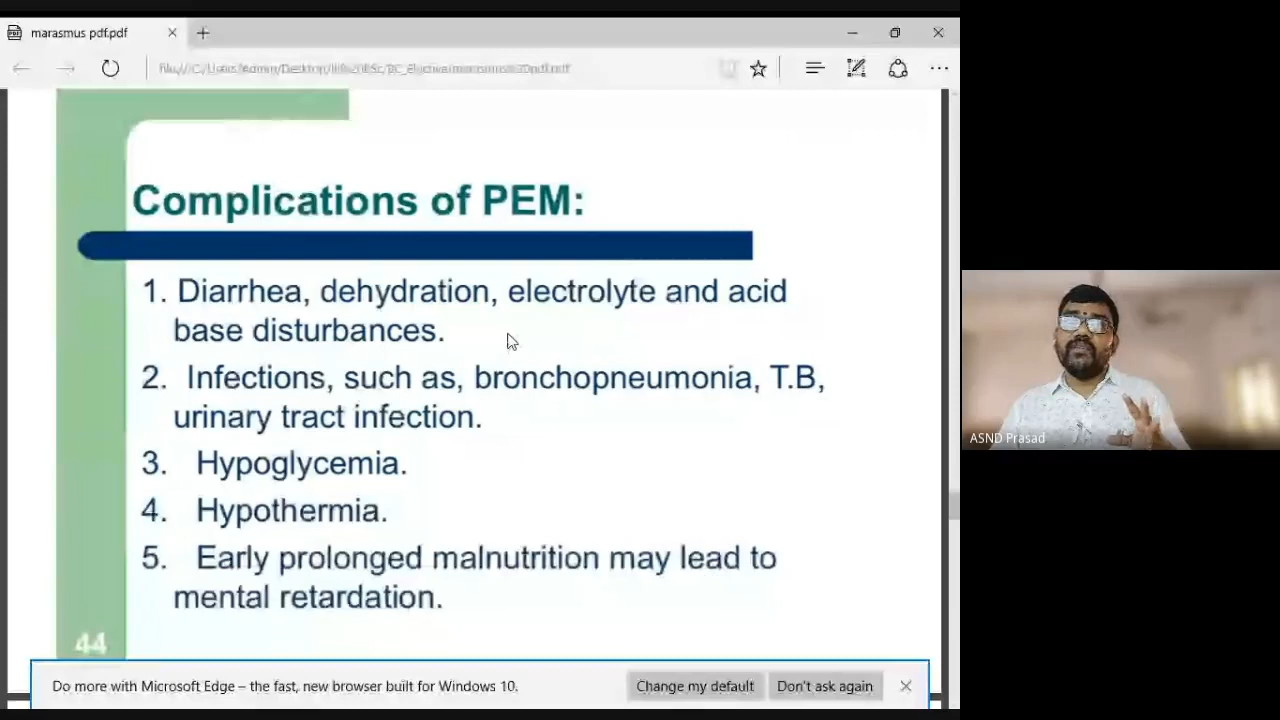 marasmus pdf.pdf
Complications of PEM:
1. Diarrhea, dehydration, electrolyte and acid
base disturbances.
2. Infections, such as, bronchopneumonia, T.B,
urinary tract infection.
3. Hypoglycemia.
4. Hypothermia.
5. Early prolonged malnutrition may lead to
mental retardation.
44
Do more with Microsoft Edge – the fast, new browser built for Windows 10.
Change my default
Don't ask again
ASND Prasad